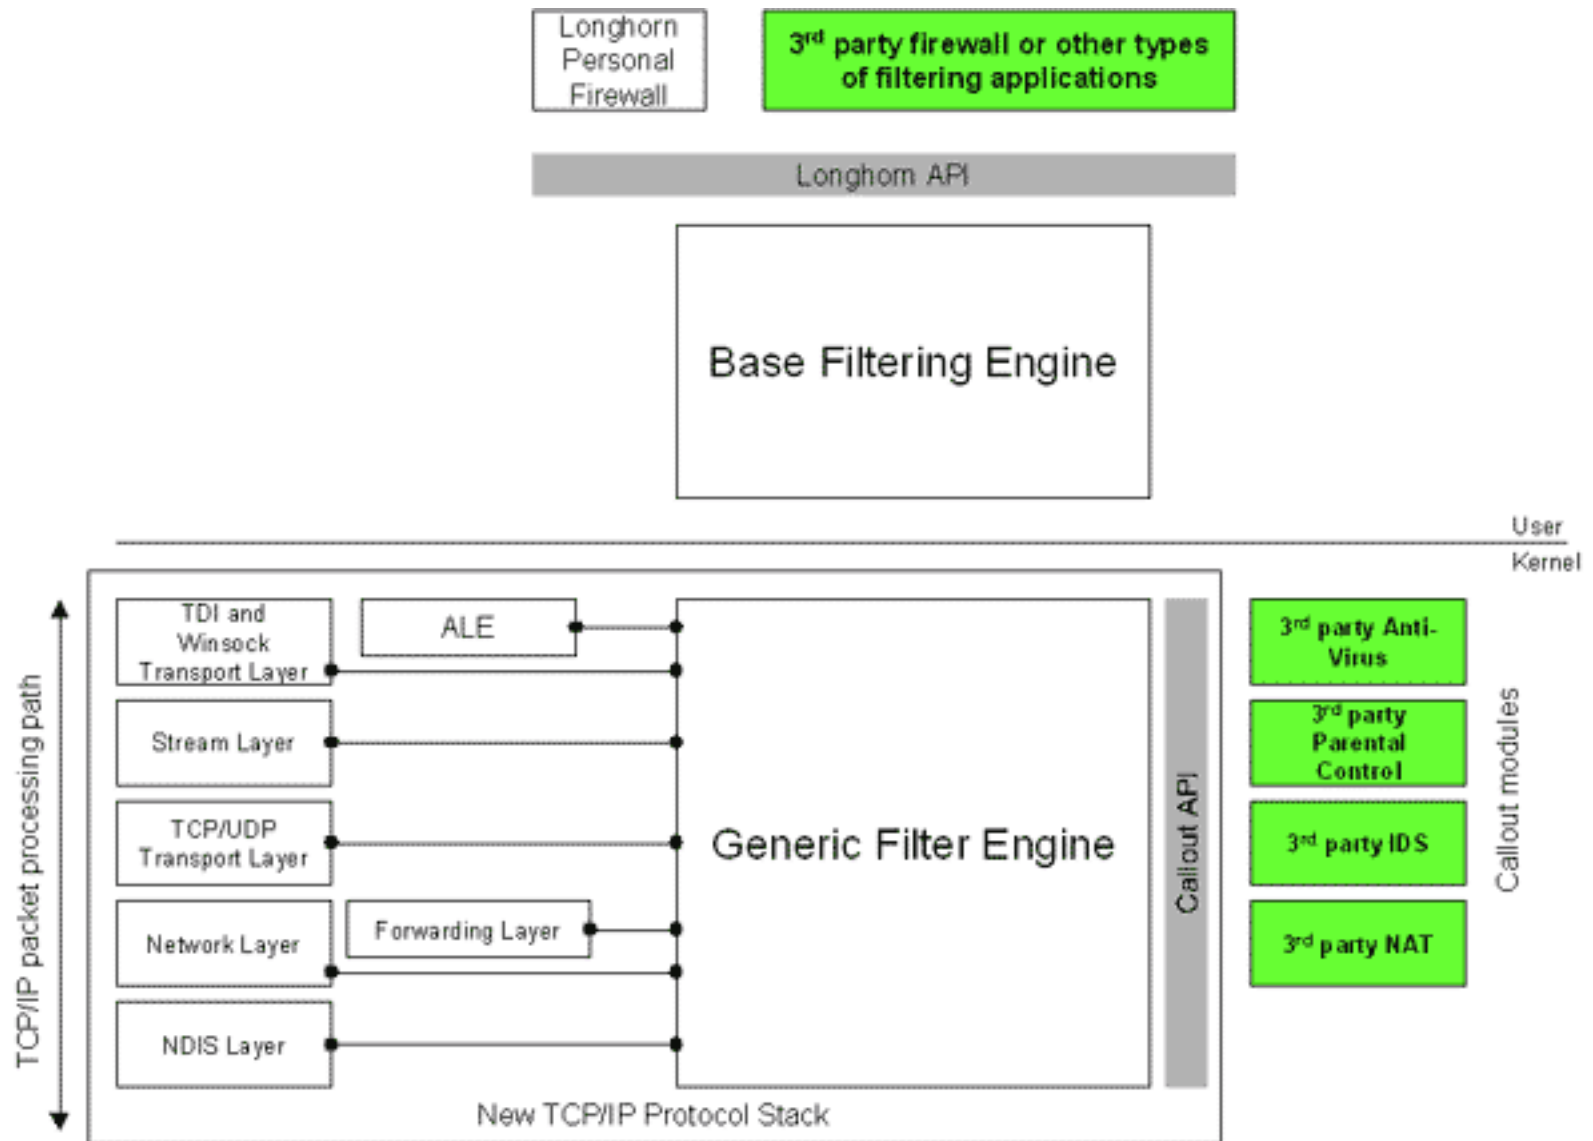 Longhorn
Personal
Firewall
3rd party firewall or other types
of filtering applications
Longhorn API
Base Filtering Engine
User
Kernel
TCP/IP packet processing path
TDI and
Winsock
Transport Layer
ALE
Stream Layer
TCP/UDP
Transport Layer
Network Layer
Forwarding Layer
NDIS Layer
Generic Filter Engine
Callout API
3rd party Anti-
Virus
3rd party
Parental
Control
3rd party IDS
3rd party NAT
Callout modules
New TCP/IP Protocol Stack